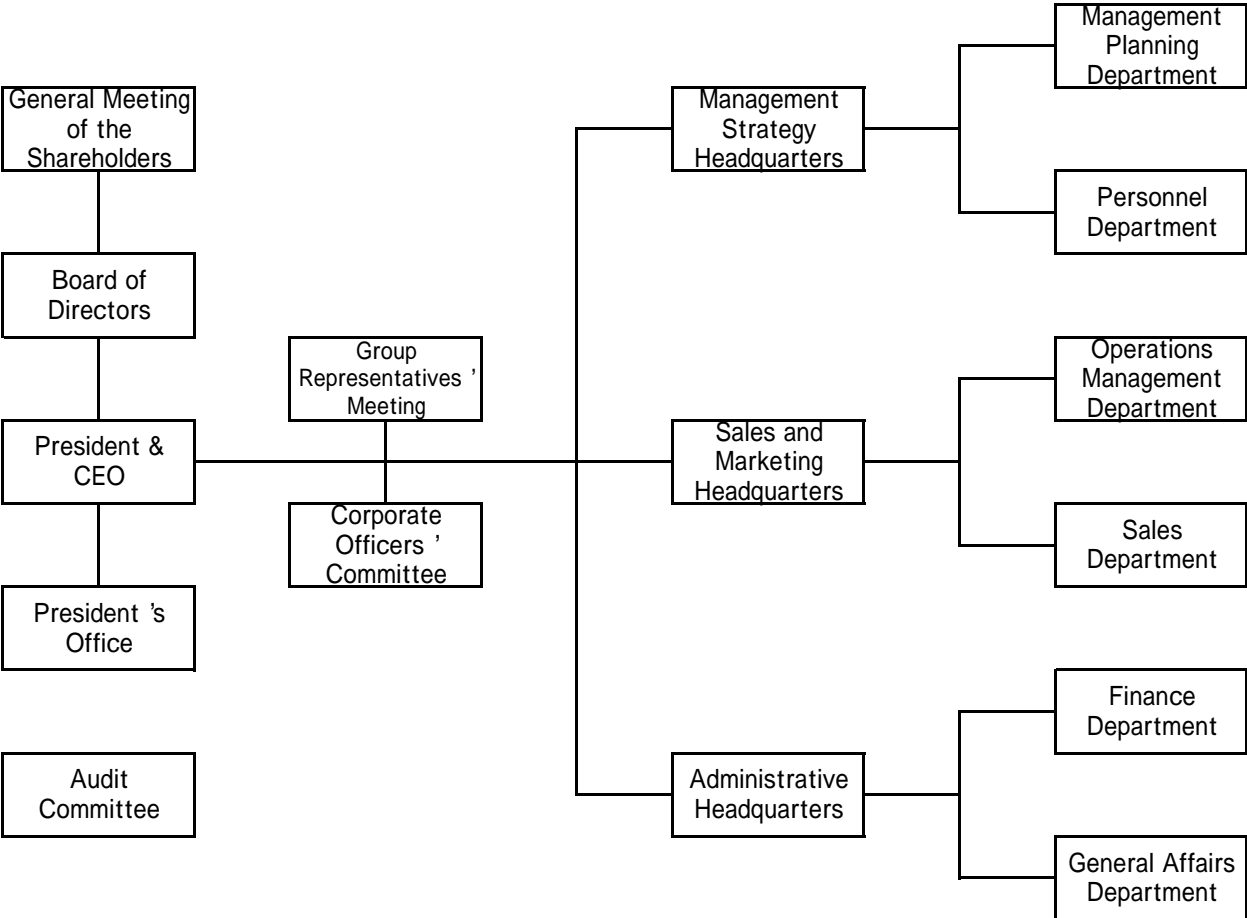 General Meeting
of the
Shareholders
Board of
Directors
President &
CEO
President ’s
Office
Audit
Committee
Group
Representatives ’
Meeting
Corporate
Officers ’
Committee
Management
Strategy
Headquarters
Sales and
Marketing
Headquarters
Administrative
Headquarters
Management
Planning
Department
Personnel
Department
Operations
Management
Department
Sales
Department
Finance
Department
General Affairs
Department